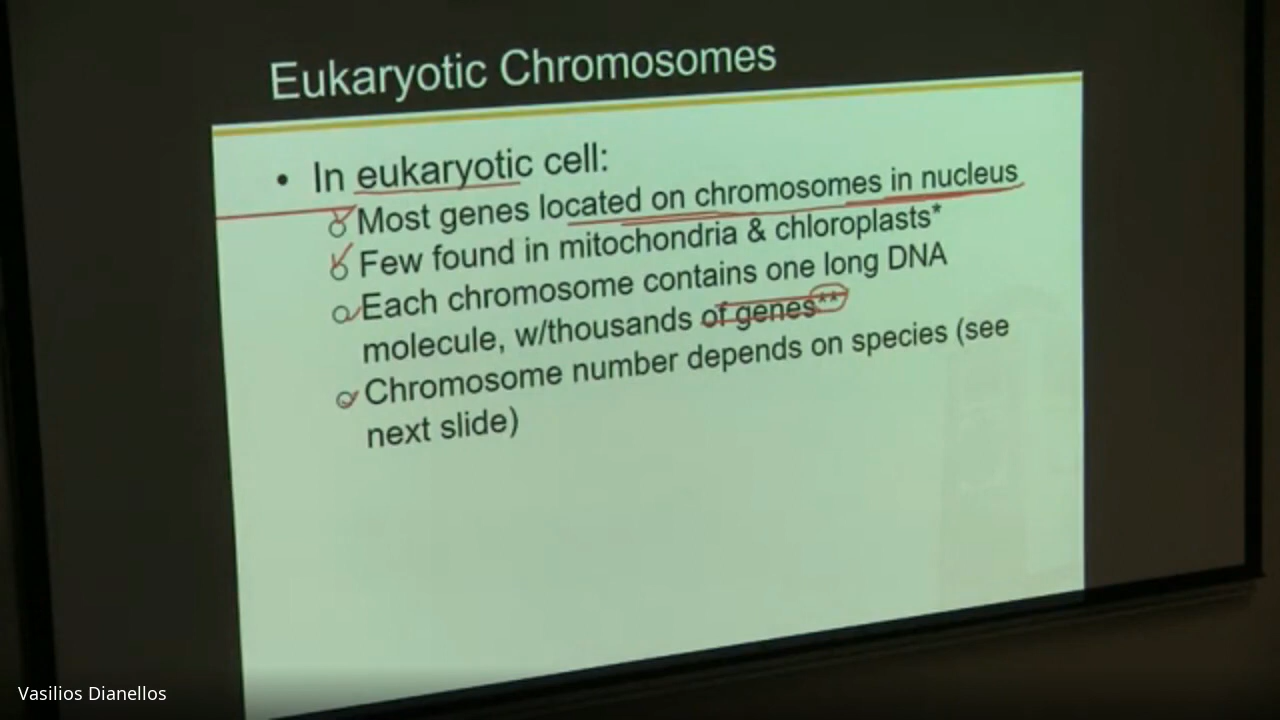 Eukaryotic Chromosomes
• In eukaryotic cell:
Most genes located on chromosomes in nucleus
Few found in mitochondria & chloroplasts*
Each chromosome contains one long DNA
molecule, w/thousands of genes**
Chromosome number depends on species (see
next slide)
Vasilios Dianellos